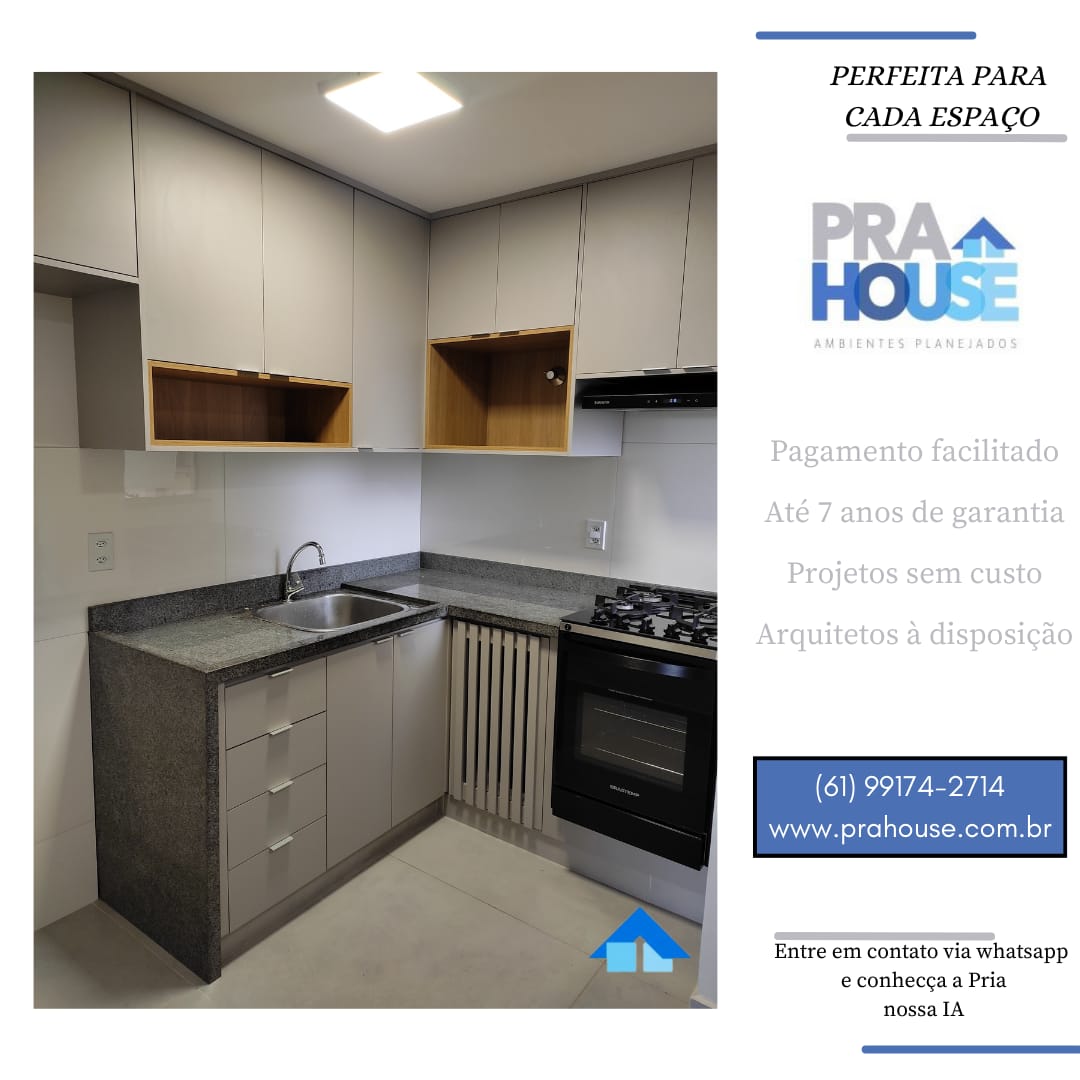 PERFEITA PARA
CADA ESPAÇO
PRA
HOUSE
AMBIENTES PLANEJADOS
Pagamento facilitado
Até 7 anos de garantia
Projetos sem custo
Arquitetos à disposição
(61) 99174-2714
www.prahouse.com.br
Entre em contato via whatsapp
e conhecça a Pria
nossa IA
BRASTEMP